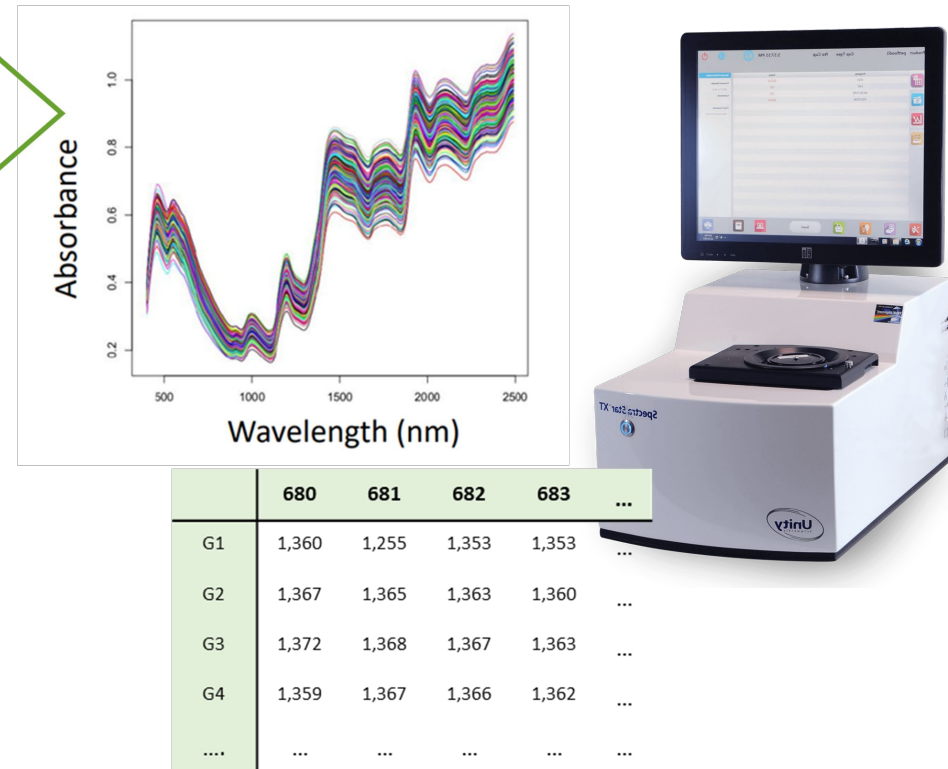 Absorbance
1.0
0.8
0.6
0.4
0.2
500 1000 1500 2000 2500
Wavelength (nm)
SpectraStar XT
Unity
680 681 682 683 ...
G1 1,360 1,255 1,353 1,353 ...
G2 1,367 1,365 1,363 1,360 ...
G3 1,372 1,368 1,367 1,363 ...
G4 1,359 1,367 1,366 1,362 ...
.... ... ... ... ...  ...